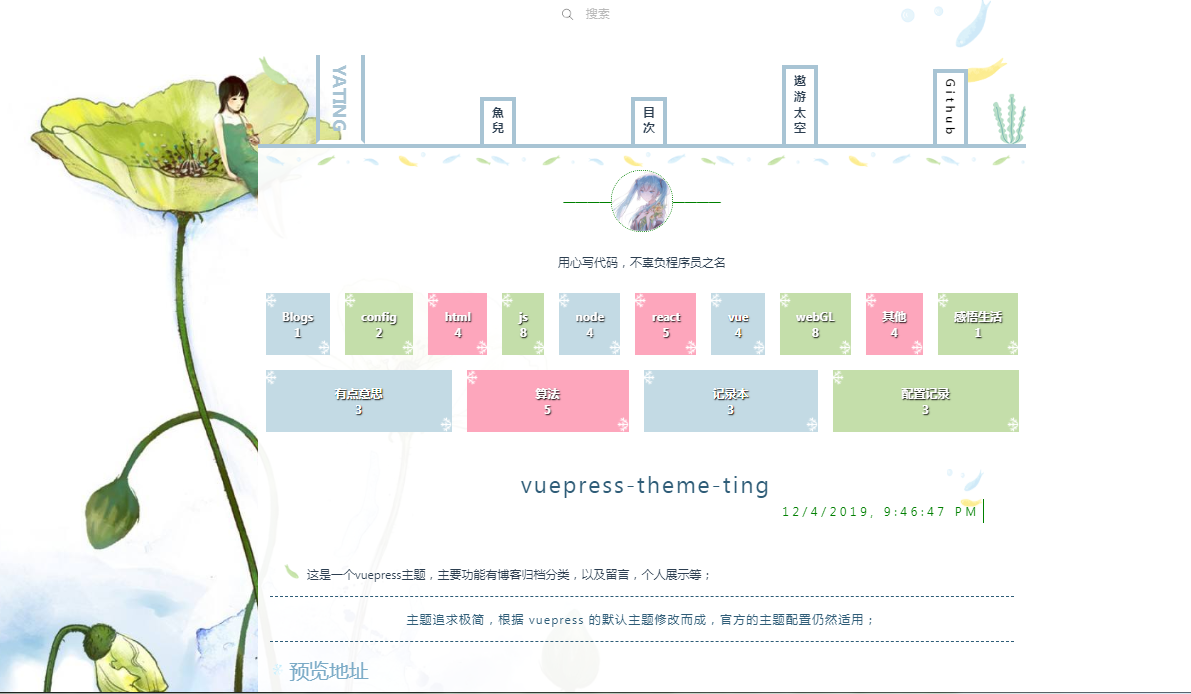 搜索
YATING
魚兒
目次
遨游太空
Github
用心写代码，不辜负程序员之名
Blogs
1
config
2
html
4
js
8
node
4
react
5
vue
4
webGL
8
其他
4
感悟生活
1
有点意思
3
算法
5
记录本
3
配置记录
3
vuepress-theme-ting
12/4/2019, 9:46:47 PM
这是一个vuepress主题，主要功能有博客归档分类，以及留言，个人展示等；
主题追求极简，根据 vuepress 的默认主题修改而成，官方的主题配置仍然适用；
预览地址